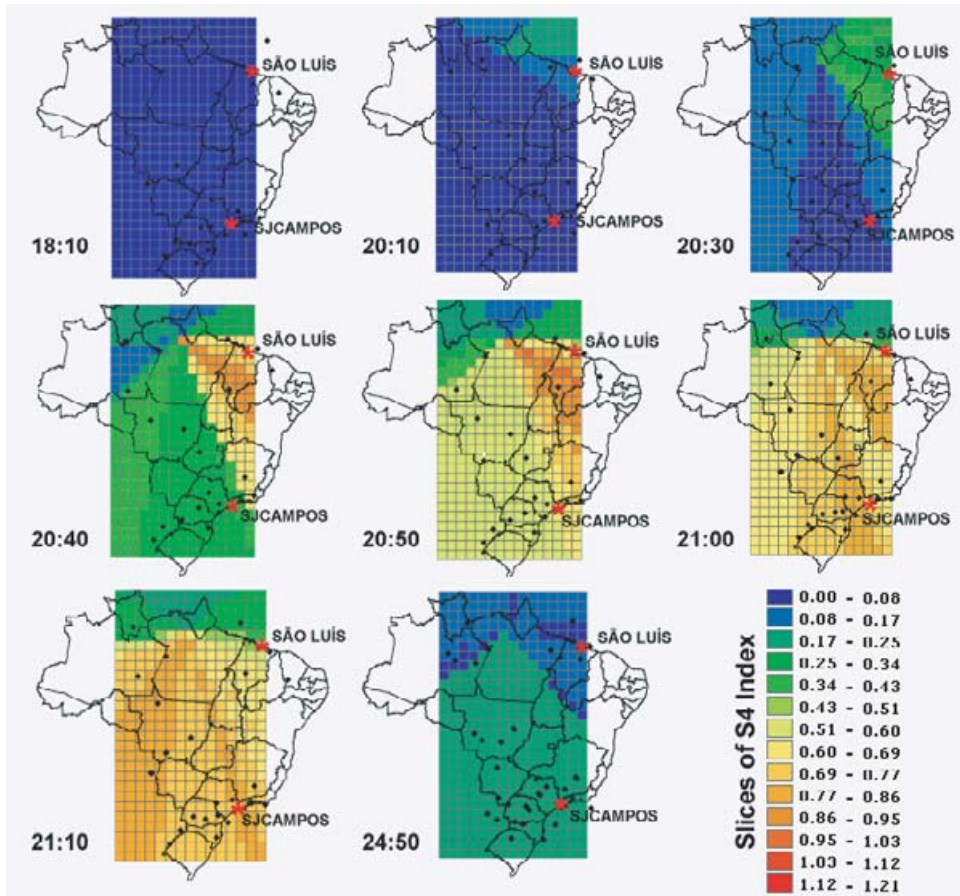 SÃO LUÍS
SJCAMPOS
18:10
SÃO LUÍS
SJCAMPOS
20:10
SÃO LUÍS
SJCAMPOS
20:30
SÃO LUÍS
SJCAMPOS
20:40
SÃO LUÍS
SJCAMPOS
20:50
SÃO LUÍS
SJCAMPOS
21:00
SÃO LUÍS
SJCAMPOS
21:10
SÃO LUÍS
SJCAMPOS
24:50
Slices of S4 Index
0.00 - 0.08
0.08 - 0.17
0.17 - 0.25
0.25 - 0.34
0.34 - 0.43
0.43 - 0.51
0.51 - 0.60
0.60 - 0.69
0.69 - 0.77
0.77 - 0.86
0.86 - 0.95
0.95 - 1.03
1.03 - 1.12
1.12 - 1.21